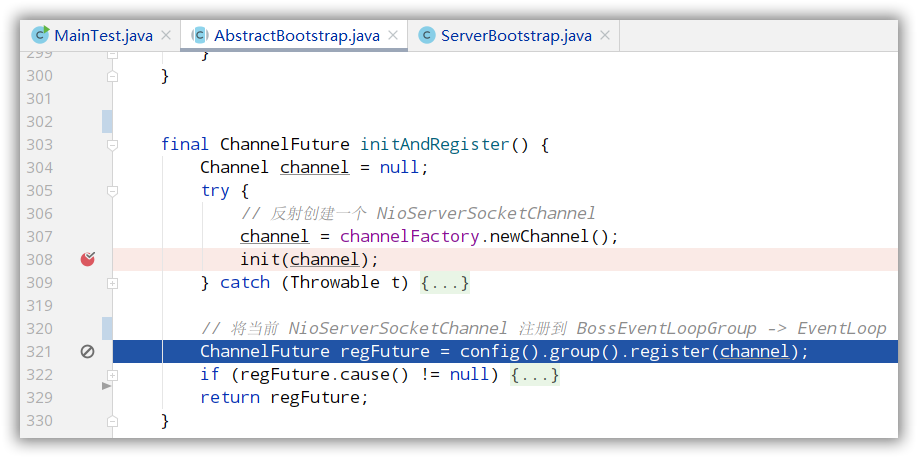 MainTest.java AbstractBootstrap.java ServerBootstrap.java
299 }
300 }
301
302
303 final ChannelFuture initAndRegister() {
304 Channel channel = null;
305 try {
306 // 反射创建一个 NioServerSocketChannel
307 channel = channelFactory.newChannel();
308 init(channel);
309 } catch (Throwable t) {...}
319
320 // 将当前 NioServerSocketChannel 注册到 BossEventLoopGroup -> EventLoop
321 ChannelFuture regFuture = config().group().register(channel);
322 if (regFuture.cause() != null) {...}
329 return regFuture;
330 }